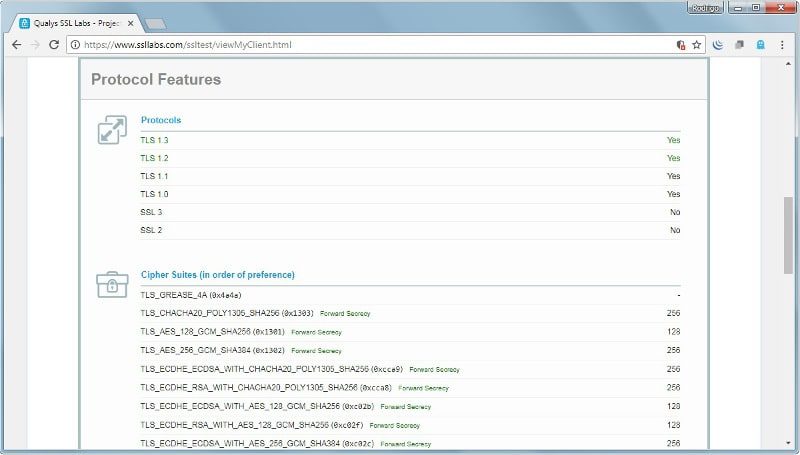 Rodrigo
Qualys SSL Labs - Project
https://www.ssllabs.com/ssltest/viewMyClient.html
Protocol Features
Protocols
TLS 1.3 Yes
TLS 1.2 Yes
TLS 1.1 Yes
TLS 1.0 Yes
SSL 3 No
SSL 2 No
Cipher Suites (in order of preference)
TLS_GREASE_4A (0x4a4a) -
TLS_CHACHA20_POLY1305_SHA256 (0x1303) Forward Secrecy 256
TLS_AES_128_GCM_SHA256 (0x1301) Forward Secrecy 128
TLS_AES_256_GCM_SHA384 (0x1302) Forward Secrecy 256
TLS_ECDHE_ECDSA_WITH_CHACHA20_POLY1305_SHA256 (0xcca9) Forward Secrecy 256
TLS_ECDHE_RSA_WITH_CHACHA20_POLY1305_SHA256 (0xcca8) Forward Secrecy 256
TLS_ECDHE_ECDSA_WITH_AES_128_GCM_SHA256 (0xc02b) Forward Secrecy 128
TLS_ECDHE_RSA_WITH_AES_128_GCM_SHA256 (0xc02f) Forward Secrecy 128
TLS_ECDHE_ECDSA_WITH_AES_256_GCM_SHA384 (0xc02c) Forward Secrecy 256